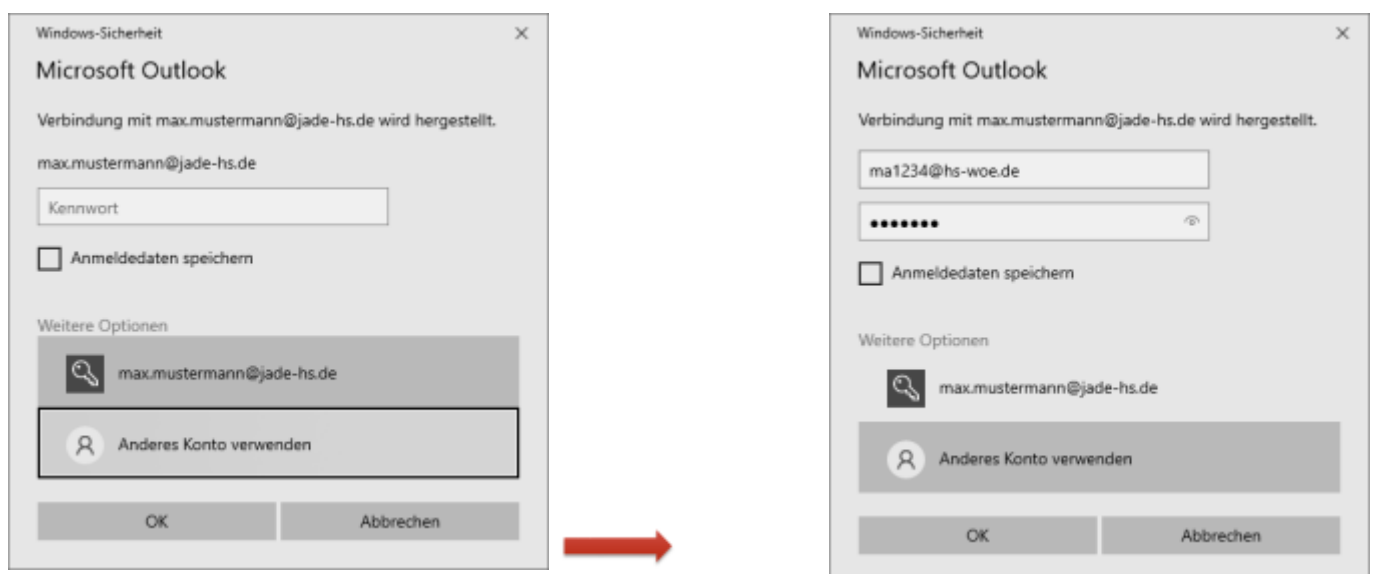 Windows-Sicherheit
Microsoft Outlook
Verbindung mit max.mustermann@jade-hs.de wird hergestellt.
max.mustermann@jade-hs.de
Kennwort
Anmeldedaten speichern
Weitere Optionen
max.mustermann@jade-hs.de
Anderes Konto verwenden
OK
Abbrechen
Windows-Sicherheit
Microsoft Outlook
Verbindung mit max.mustermann@jade-hs.de wird hergestellt.
ma1234@hs-woe.de
•••••••
Anmeldedaten speichern
Weitere Optionen
max.mustermann@jade-hs.de
Anderes Konto verwenden
OK
Abbrechen